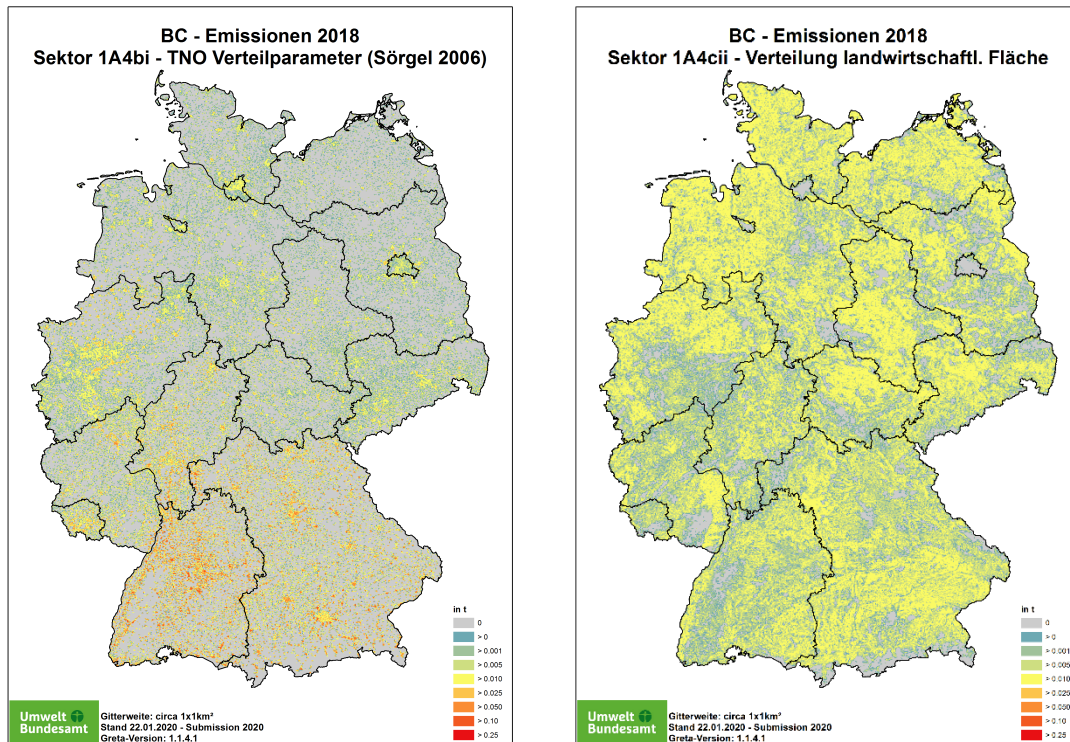 BC - Emissionen 2018
Sektor 1A4bi - TNO Verteilparameter (Sörgel 2006)
in t
0
> 0
> 0.001
> 0.005
> 0.010
> 0.025
> 0.050
> 0.10
> 0.25
Umwelt
Bundesamt
Gitterweite: circa 1x1km²
Stand 22.01.2020 - Submission 2020
Greta-Version: 1.1.4.1
BC - Emissionen 2018
Sektor 1A4cii - Verteilung landwirtschaftl. Fläche
in t
0
> 0
> 0.001
> 0.005
> 0.010
> 0.025
> 0.050
> 0.10
> 0.25
Umwelt
Bundesamt
Gitterweite: circa 1x1km²
Stand 22.01.2020 - Submission 2020
Greta-Version: 1.1.4.1